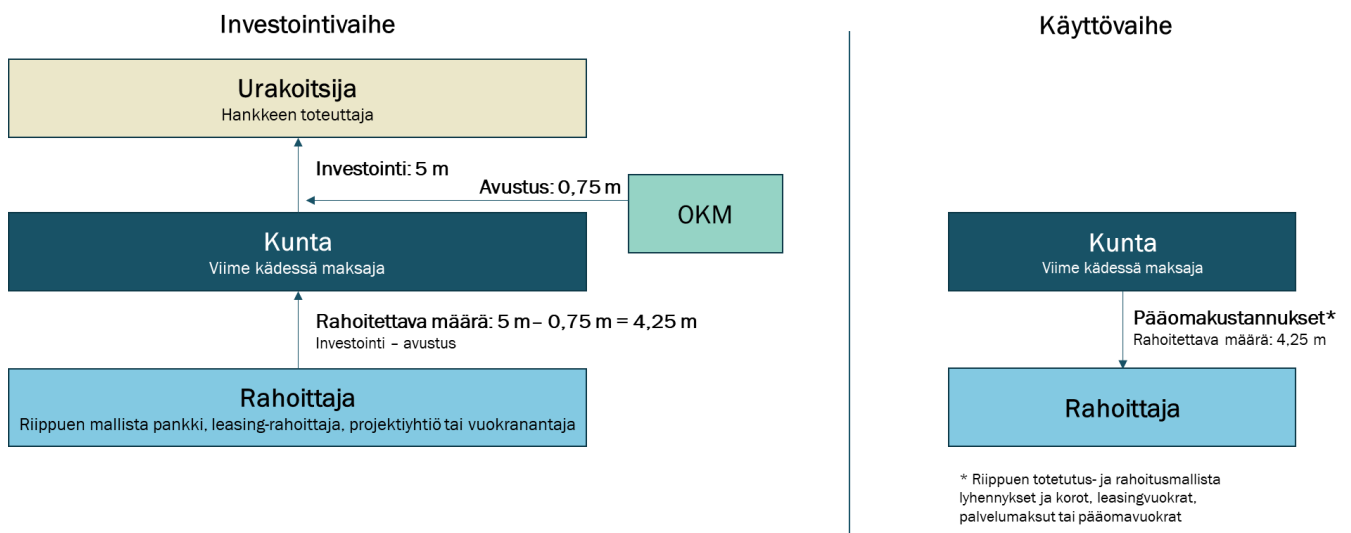 Investointivaihe
Urakoitsija
Hankkeen toteuttaja
Investointi: 5 m
Avustus: 0,75 m
OKM
Kunta
Viime kädessä maksaja
Rahoitettava määrä: 5 m– 0,75 m = 4,25 m
Investointi – avustus
Rahoittaja
Riippuen mallista pankki, leasing-rahoittaja, projektiyhtiö tai vuokranantaja
Käyttövaihe
Kunta
Viime kädessä maksaja
Pääomakustannukset*
Rahoitettava määrä: 4,25 m
Rahoittaja
* Riippuen totetutus- ja rahoitusmallista
lyhennykset ja korot, leasingvuokrat,
palvelumaksut tai pääomavuokrat